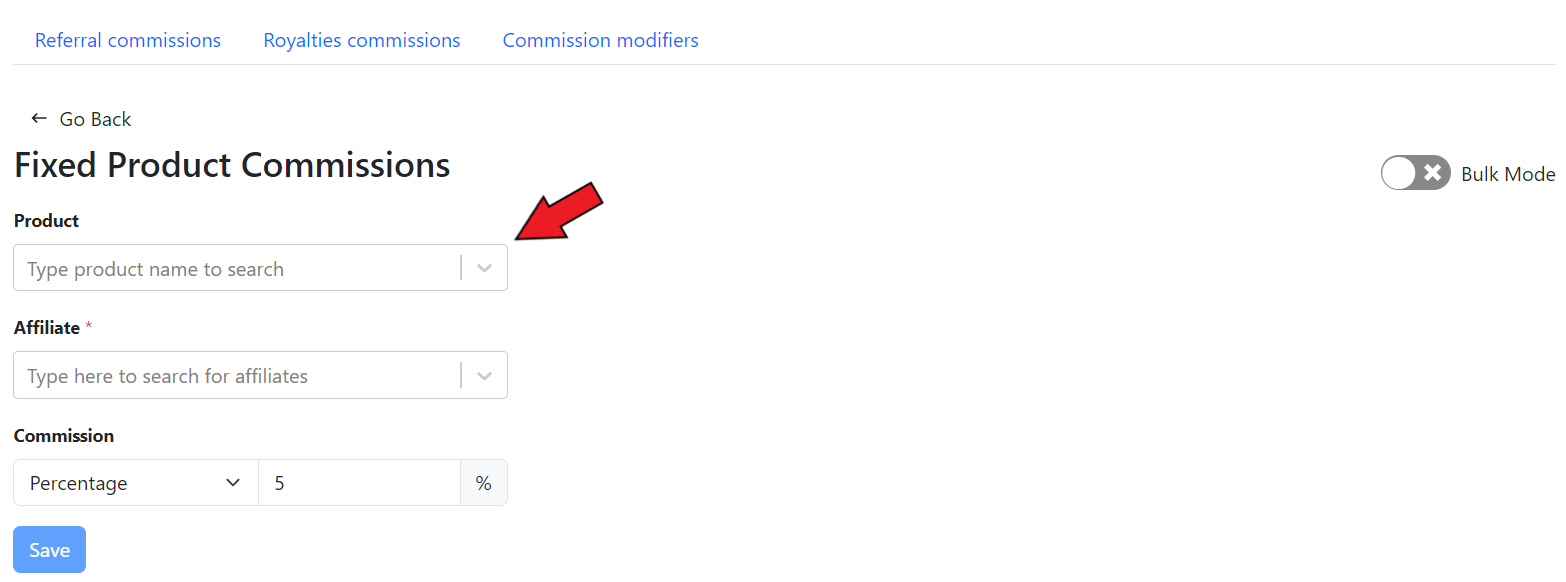 Referral commissions Royalties commissions Commission modifiers
← Go Back
Fixed Product Commissions
Bulk Mode
Product
Type product name to search
Affiliate *
Type here to search for affiliates
Commission
Percentage 5 %
Save